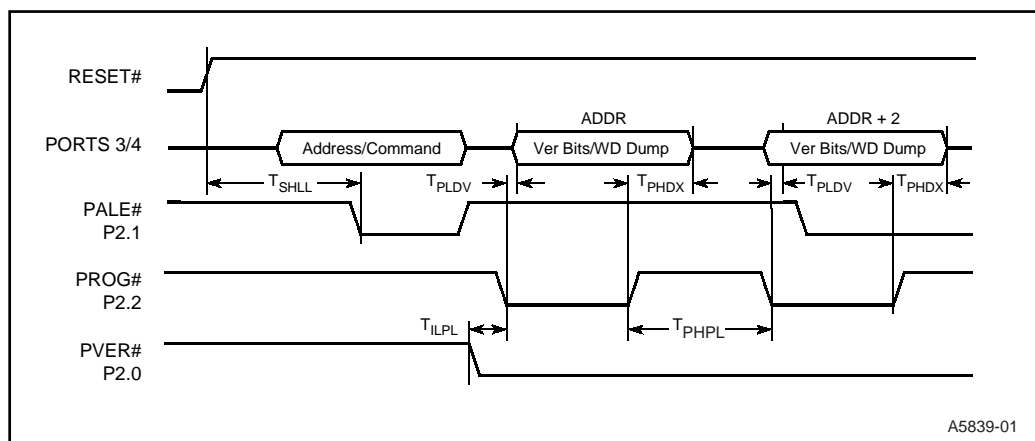 RESET#
ADDR
ADDR + 2
PORTS 3/4
Address/Command
Ver Bits/WD Dump
Ver Bits/WD Dump
TSHLL
TPLDV
TPHDX
TPLDV
TPHDX
PALE#
P2.1
PROG#
P2.2
TILPL
TPHPL
PVER#
P2.0
A5839-01